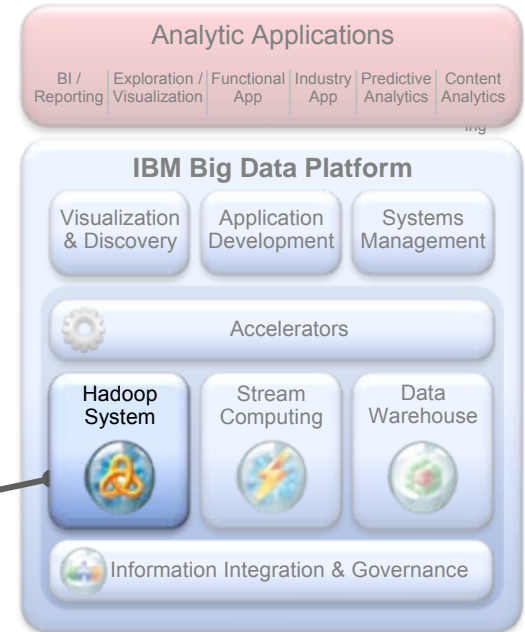 Analytic Applications
BI / Reporting
Exploration / Visualization
Functional App
Industry App
Predictive Analytics
Content Analytics
ing
IBM Big Data Platform
Visualization & Discovery
Application Development
Systems Management
Accelerators
Hadoop System
Stream Computing
Data Warehouse
Information Integration & Governance